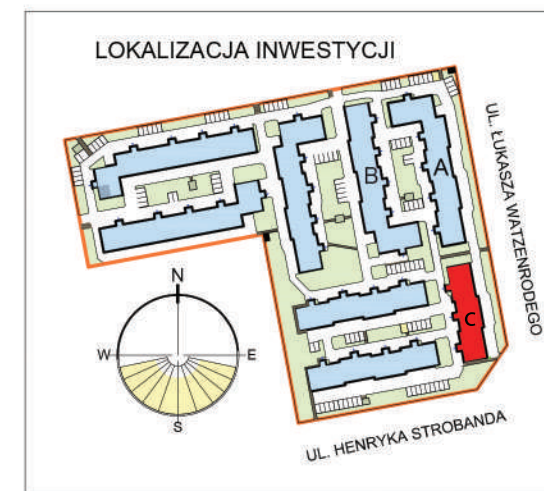 LOKALIZACJA INWESTYCJI
UL. ŁUKASZA WATZENRODEGO
A
B
C
N
W
E
S
UL. HENRYKA STROBANDA